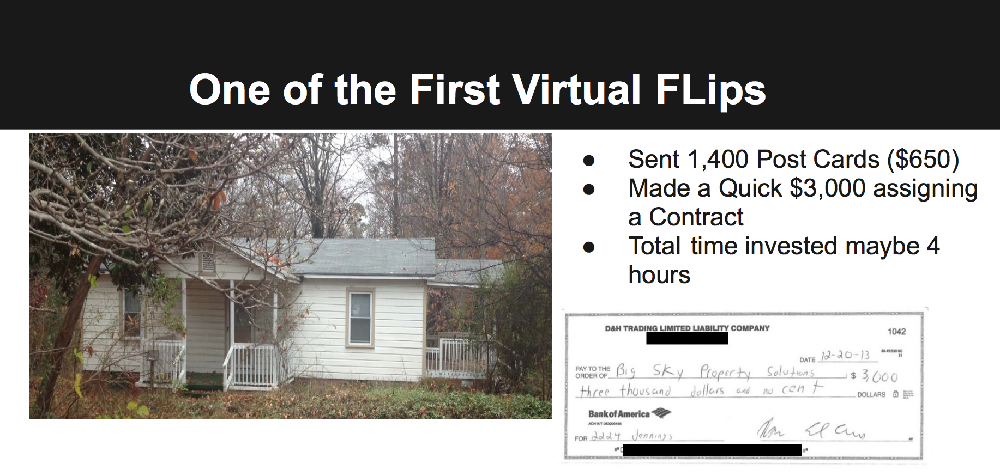 One of the First Virtual FLips
● Sent 1,400 Post Cards ($650)
● Made a Quick $3,000 assigning
a Contract
● Total time invested maybe 4
hours
D&H TRADING LIMITED LIABILITY COMPANY
1042
DATE 12-20-13
PAY TO THE
ORDER OF Big Sky Property Solutions $ 3,000
three thousand dollars and no cent DOLLARS
Bank of America
FOR 2224 Jennings